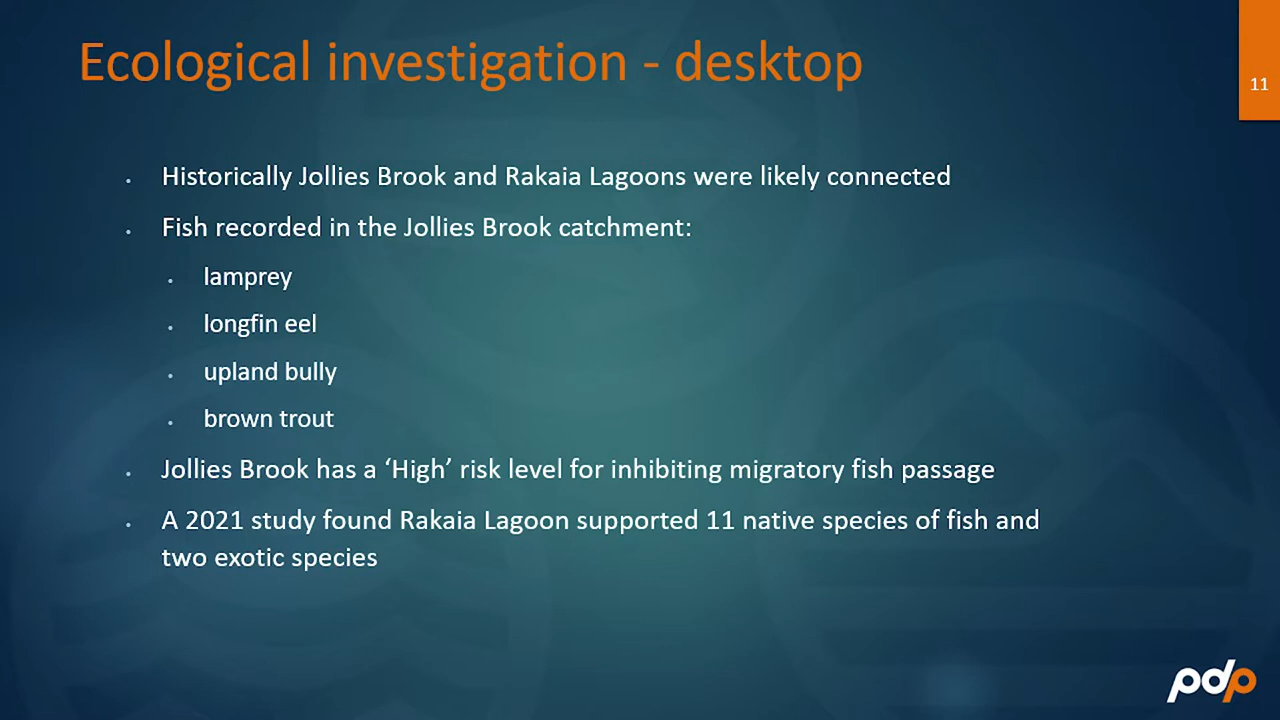 Ecological investigation - desktop
11
• Historically Jollies Brook and Rakaia Lagoons were likely connected
• Fish recorded in the Jollies Brook catchment:
• lamprey
• longfin eel
• upland bully
• brown trout
• Jollies Brook has a ‘High’ risk level for inhibiting migratory fish passage
• A 2021 study found Rakaia Lagoon supported 11 native species of fish and
two exotic species
pdp